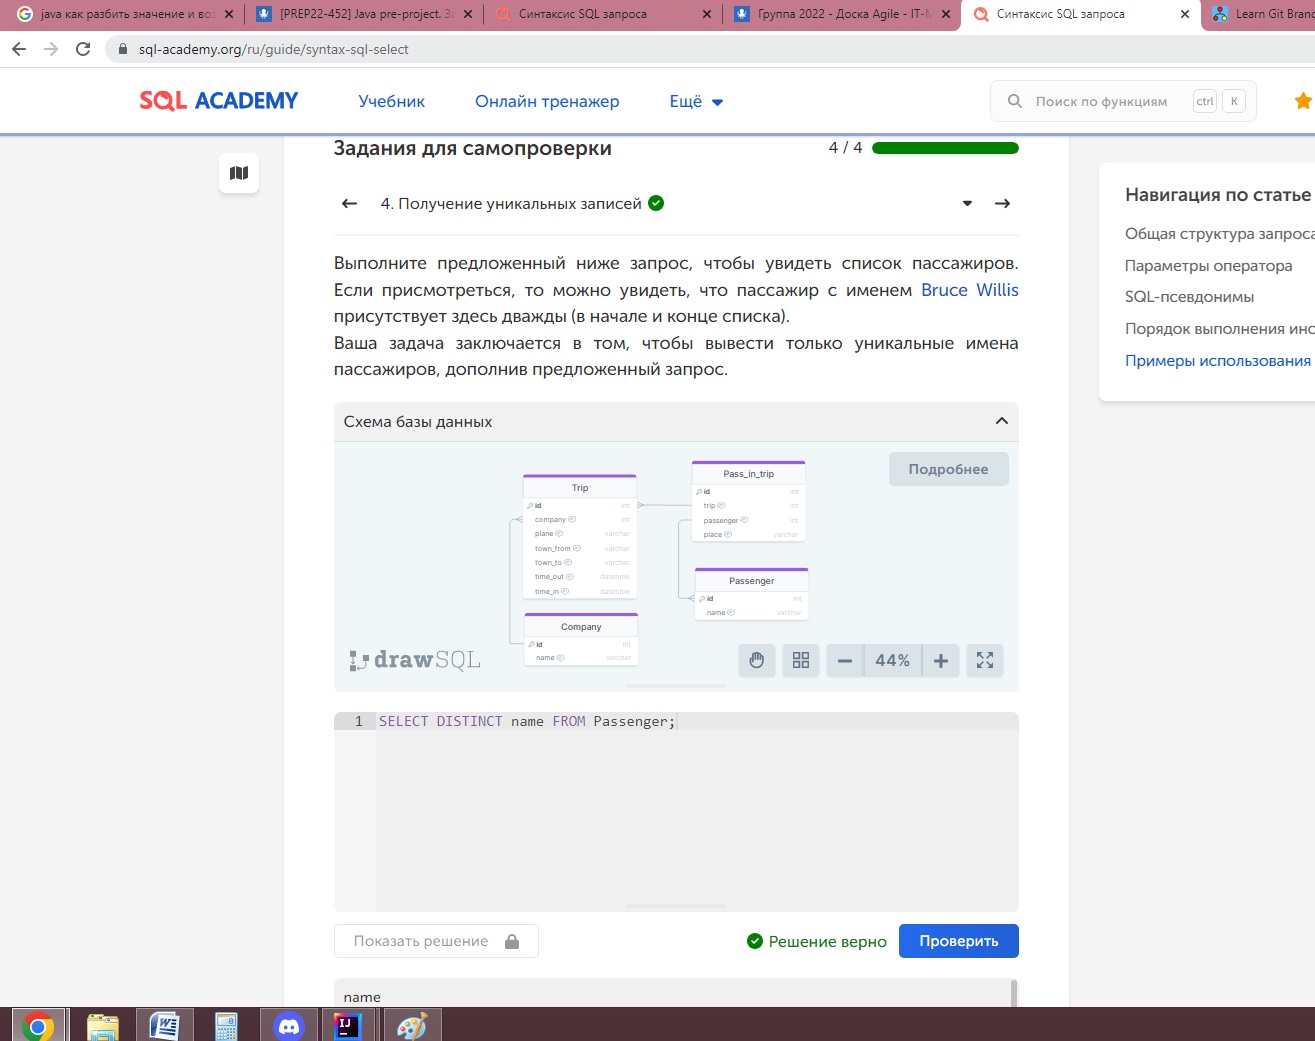 java как разбить значение и воз
[PREP22-452] Java pre-project. За
Синтаксис SQL запроса
Группа 2022 - Доска Agile - IT-M
Синтаксис SQL запроса
Learn Git Branc
sql-academy.org/ru/guide/syntax-sql-select
SQL ACADEMY
Учебник
Онлайн тренажер
Ещё
Поиск по функциям
ctrl
K
Задания для самопроверки
4 / 4
4. Получение уникальных записей
Выполните предложенный ниже запрос, чтобы увидеть список пассажиров.
Если присмотреться, то можно увидеть, что пассажир с именем Bruce Willis
присутствует здесь дважды (в начале и конце списка).
Ваша задача заключается в том, чтобы вывести только уникальные имена
пассажиров, дополнив предложенный запрос.
Навигация по статье
Общая структура запроса
Параметры оператора
SQL-псевдонимы
Порядок выполнения инс
Примеры использования
Схема базы данных
Подробнее
Trip
id int
company int
plane varchar
town_from varchar
town_to varchar
time_out datetime
time_in datetime
Pass_in_trip
id int
trip int
passenger int
place varchar
Passenger
id int
name varchar
Company
id int
name varchar
drawSQL
44%
1 SELECT DISTINCT name FROM Passenger;
Показать решение
Решение верно
Проверить
name